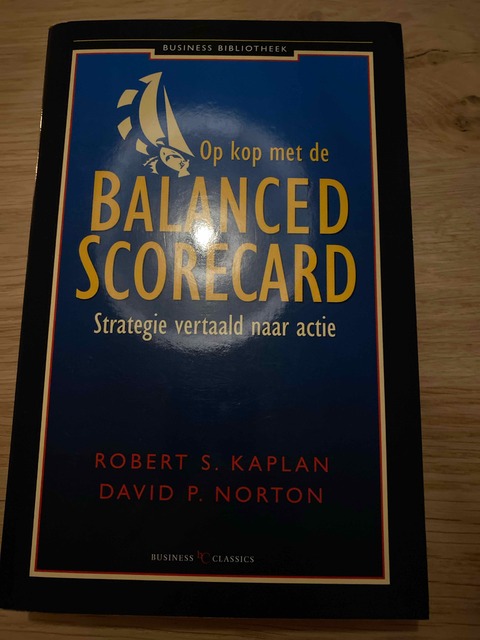 BUSINESS BIBLIOTHEEK
Op kop met de
BALANCED
SCORECARD
Strategie vertaald naar actie
ROBERT S. KAPLAN
DAVID P. NORTON
BUSINESS bC CLASSICS